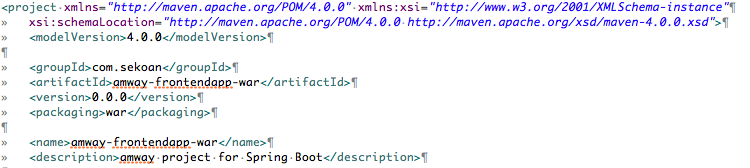 <project xmlns="http://maven.apache.org/POM/4.0.0" xmlns:xsi="http://www.w3.org/2001/XMLSchema-instance"
xsi:schemaLocation="http://maven.apache.org/POM/4.0.0 http://maven.apache.org/xsd/maven-4.0.0.xsd">
<modelVersion>4.0.0</modelVersion>
<groupId>com.sekoan</groupId>
<artifactId>amway-frontendapp-war</artifactId>
<version>0.0.0</version>
<packaging>war</packaging>
<name>amway-frontendapp-war</name>
<description>amway project for Spring Boot</description>